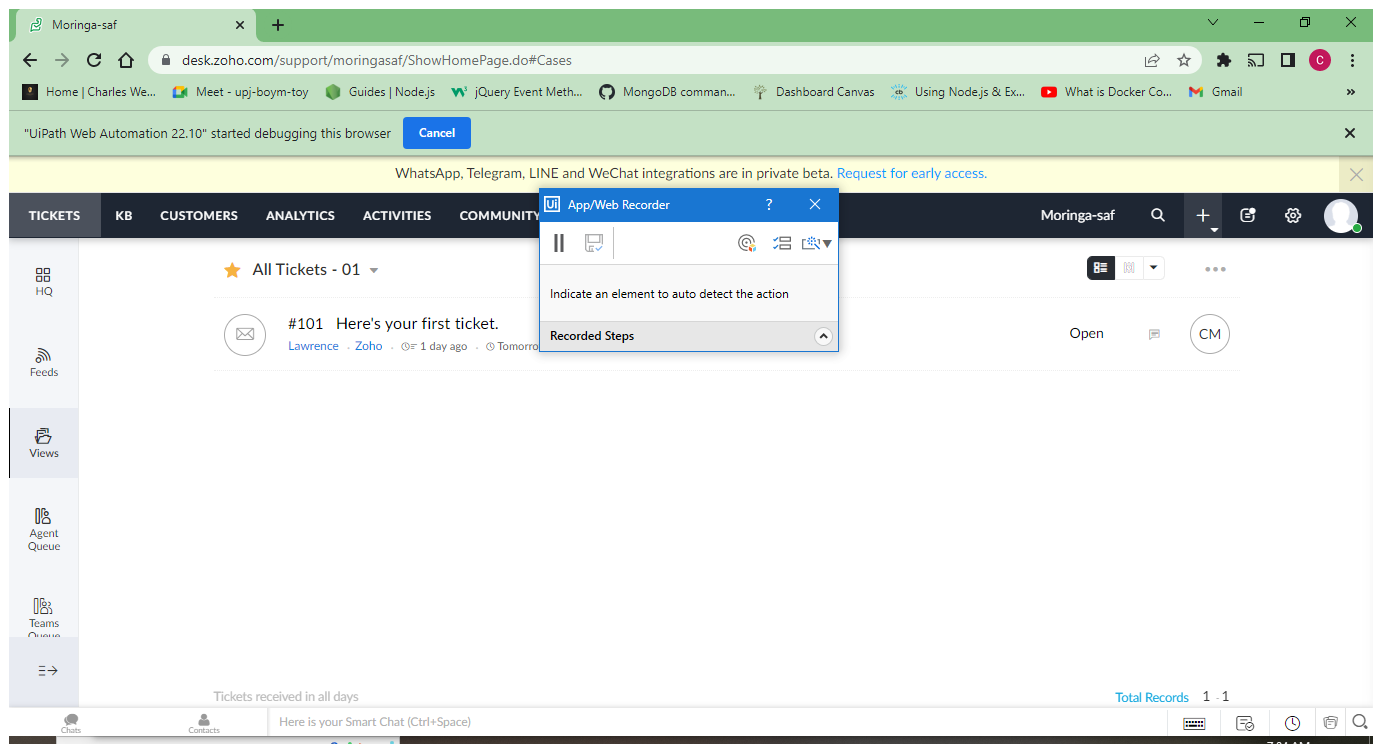 Moringa-saf
desk.zoho.com/support/moringasaf/ShowHomePage.do#Cases
C
Home | Charles We... Meet - upj-boym-toy Guides | Node.js jQuery Event Meth... MongoDB comman... Dashboard Canvas Using Node.js & Ex... What is Docker Co... Gmail »
"UiPath Web Automation 22.10" started debugging this browser Cancel
WhatsApp, Telegram, LINE and WeChat integrations are in private beta. Request for early access.
TICKETS KB CUSTOMERS ANALYTICS ACTIVITIES COMMUNITY Moringa-saf
Ui App/Web Recorder ?
All Tickets - 01
HQ
Indicate an element to auto detect the action
#101 Here's your first ticket.
Open CM
Recorded Steps
Lawrence . Zoho . 1 day ago . Tomorro
Feeds
Views
Agent
Queue
Teams
Queue
Tickets received in all days Total Records 1 - 1
Chats Contacts Here is your Smart Chat (Ctrl+Space)